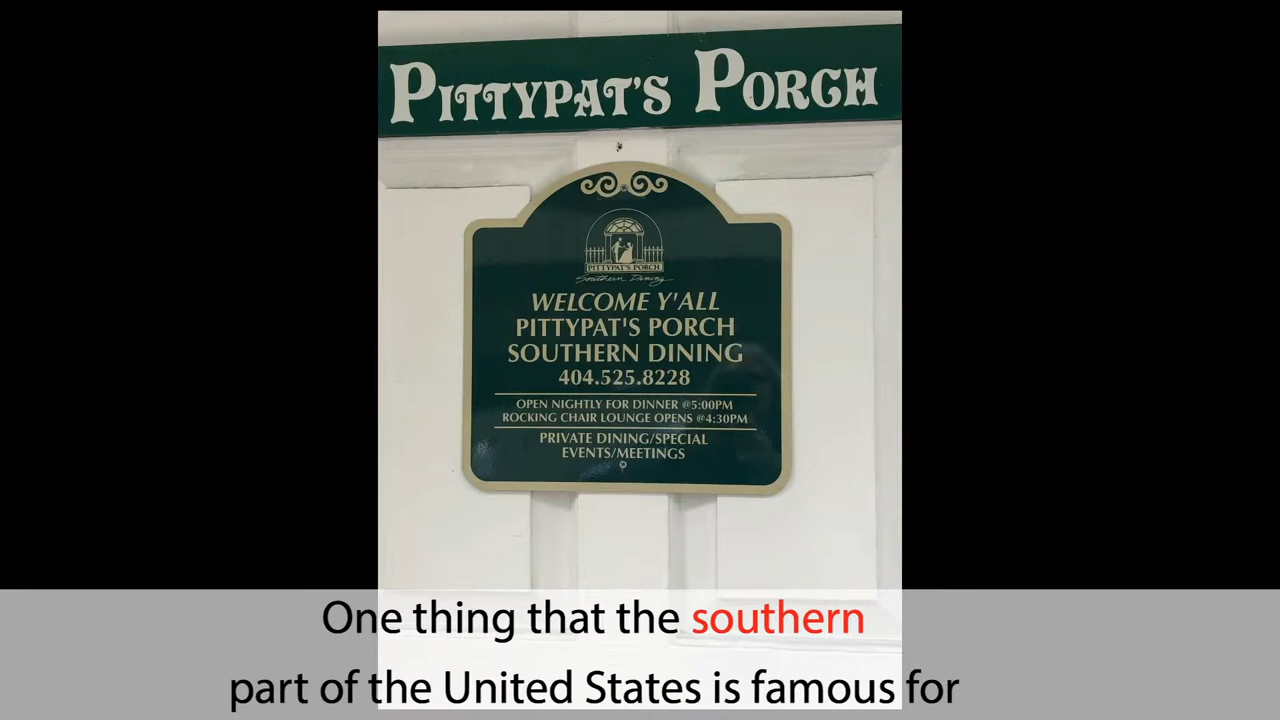 PITTYPAT'S PORCH
PITTYPAT'S PORCH
Southern Dining
WELCOME Y'ALL
PITTYPAT'S PORCH
SOUTHERN DINING
404.525.8228
OPEN NIGHTLY FOR DINNER @5:00PM
ROCKING CHAIR LOUNGE OPENS @4:30PM
PRIVATE DINING/SPECIAL
EVENTS/MEETINGS
One thing that the southern
part of the United States is famous for